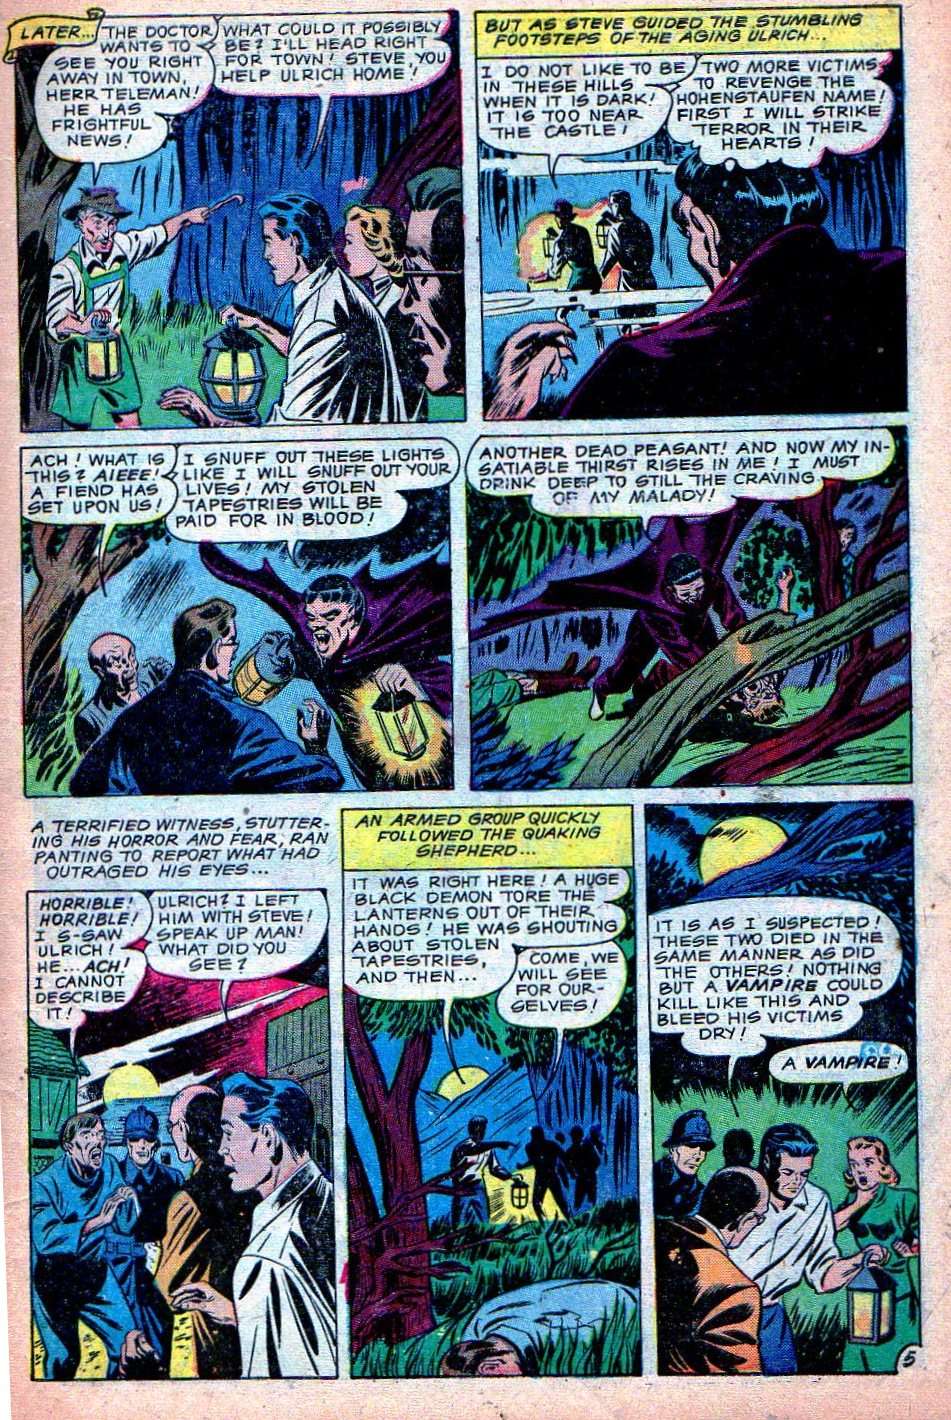 LATER...
THE DOCTOR
WANTS TO
SEE YOU RIGHT
AWAY IN TOWN,
HERR TELEMAN!
HE HAS
FRIGHTFUL
NEWS!
WHAT COULD IT POSSIBLY
BE? I'LL HEAD RIGHT
FOR TOWN! STEVE, YOU
HELP ULRICH HOME!
BUT AS STEVE GUIDED THE STUMBLING
FOOTSTEPS OF THE AGING ULRICH...
I DO NOT LIKE TO BE
IN THESE HILLS
WHEN IT IS DARK!
IT IS TOO NEAR
THE CASTLE!
TWO MORE VICTIMS
TO REVENGE THE
HOHENSTAUFEN NAME!
FIRST I WILL STRIKE
TERROR IN THEIR
HEARTS!
ACH! WHAT IS
THIS? AIEEE!
A FIEND HAS
SET UPON US!
I SNUFF OUT THESE LIGHTS
LIKE I WILL SNUFF OUT YOUR
LIVES! MY STOLEN
TAPESTRIES WILL BE
PAID FOR IN BLOOD!
ANOTHER DEAD PEASANT! AND NOW MY IN-
SATIABLE THIRST RISES IN ME! I MUST
DRINK DEEP TO STILL THE CRAVING
OF MY MALADY!
A TERRIFIED WITNESS, STUTTER-
ING HIS HORROR AND FEAR, RAN
PANTING TO REPORT WHAT HAD
OUTRAGED HIS EYES...
HORRIBLE!
HORRIBLE!
I S-SAW
ULRICH!
HE...ACH!
I CANNOT
DESCRIBE
IT!
ULRICH? I LEFT
HIM WITH STEVE!
SPEAK UP MAN!
WHAT DID YOU
SEE?
AN ARMED GROUP QUICKLY
FOLLOWED THE QUAKING
SHEPHERD...
IT WAS RIGHT HERE! A HUGE
BLACK DEMON TORE THE
LANTERNS OUT OF THEIR
HANDS! HE WAS SHOUTING
ABOUT STOLEN
TAPESTRIES,
AND THEN...
COME, WE
WILL SEE
FOR OUR-
SELVES!
IT IS AS I SUSPECTED!
THESE TWO DIED IN THE
SAME MANNER AS DID
THE OTHERS! NOTHING
BUT A VAMPIRE COULD
KILL LIKE THIS AND
BLEED HIS VICTIMS
DRY!
A VAMPIRE!
5